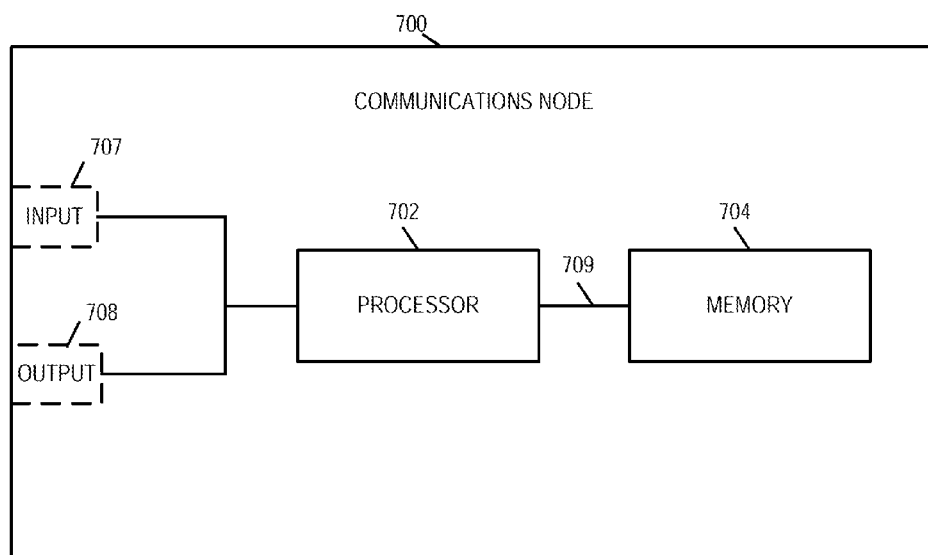 700
COMMUNICATIONS NODE
707
INPUT
702
704
709
PROCESSOR
MEMORY
708
OUTPUT